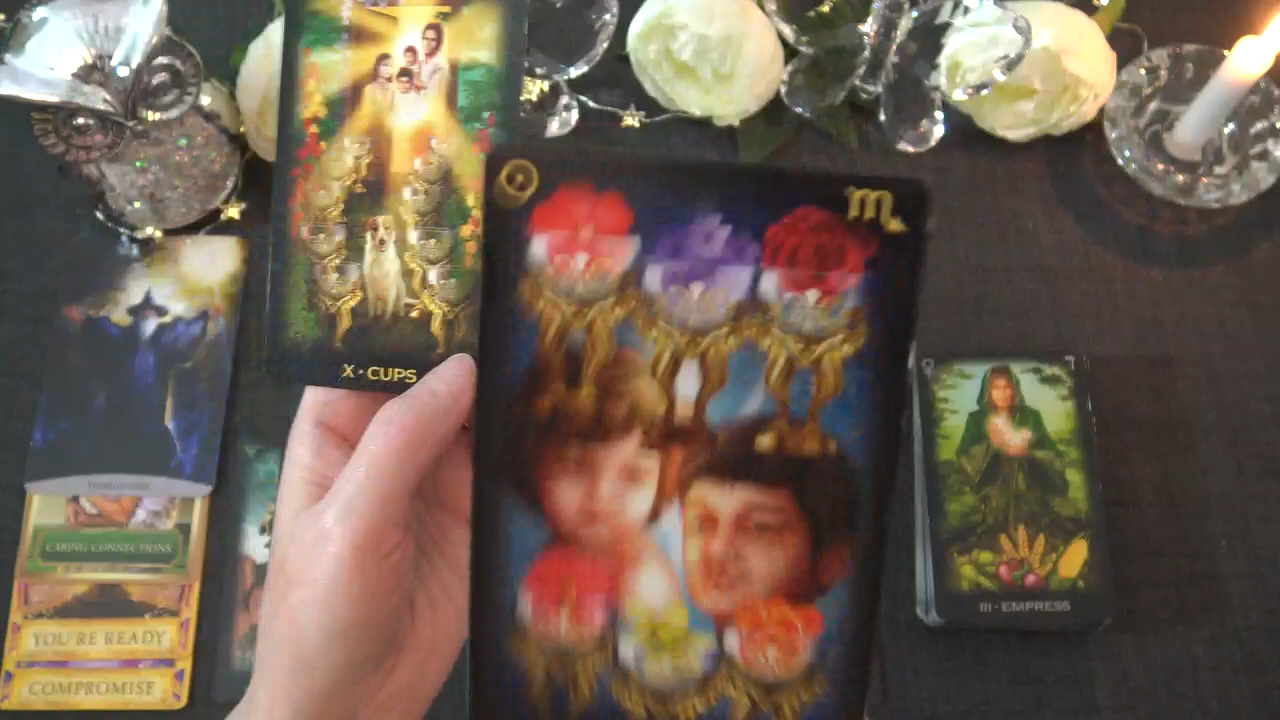 X • CUPS
CARING CONNECTIONS
YOU'RE READY
COMPROMISE
III • EMPRESS